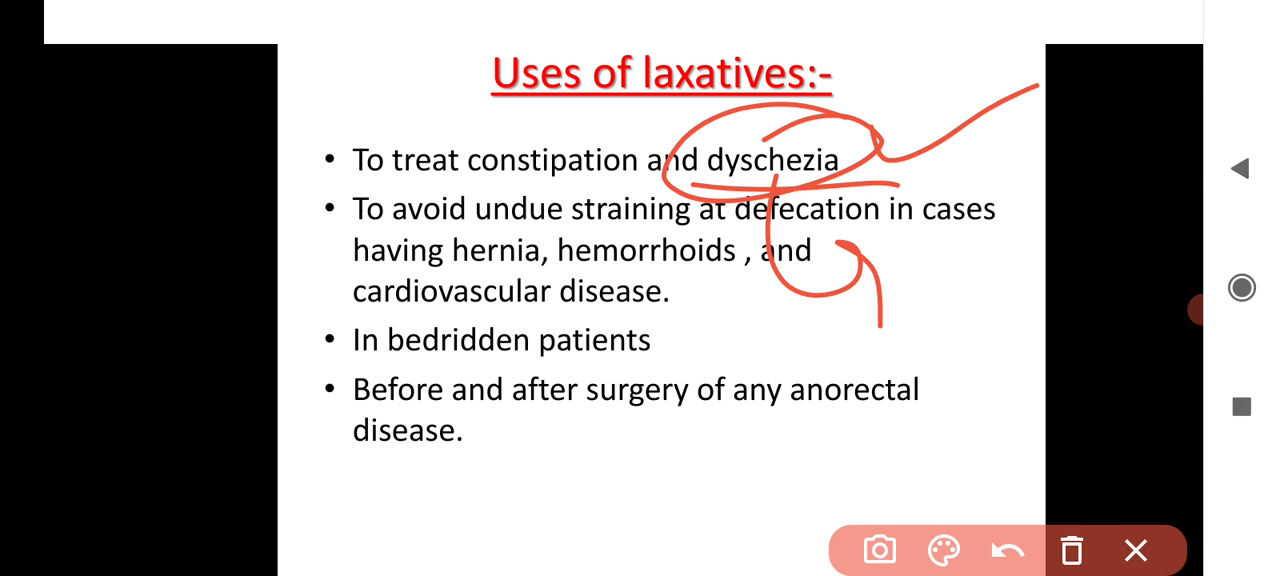 Uses of laxatives:-
• To treat constipation and dyschezia
• To avoid undue straining at defecation in cases
having hernia, hemorrhoids , and
cardiovascular disease.
• In bedridden patients
• Before and after surgery of any anorectal
disease.